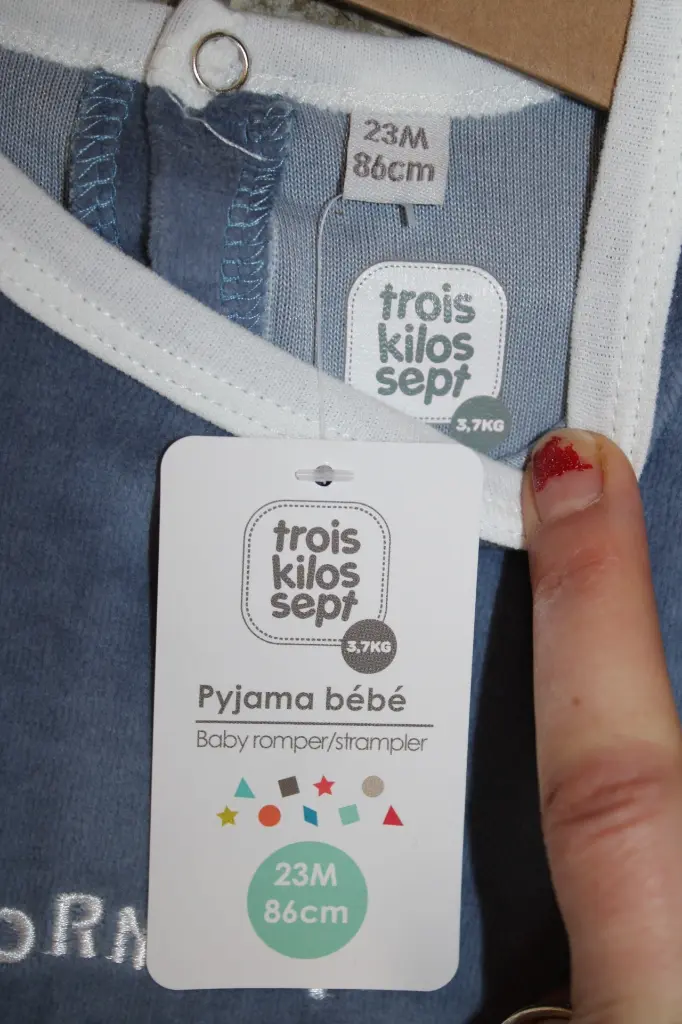 23M
86cm
trois
kilos
sept
3,7KG
trois
kilos
sept
3,7KG
Pyjama bébé
Baby romper/strampler
23M
86cm